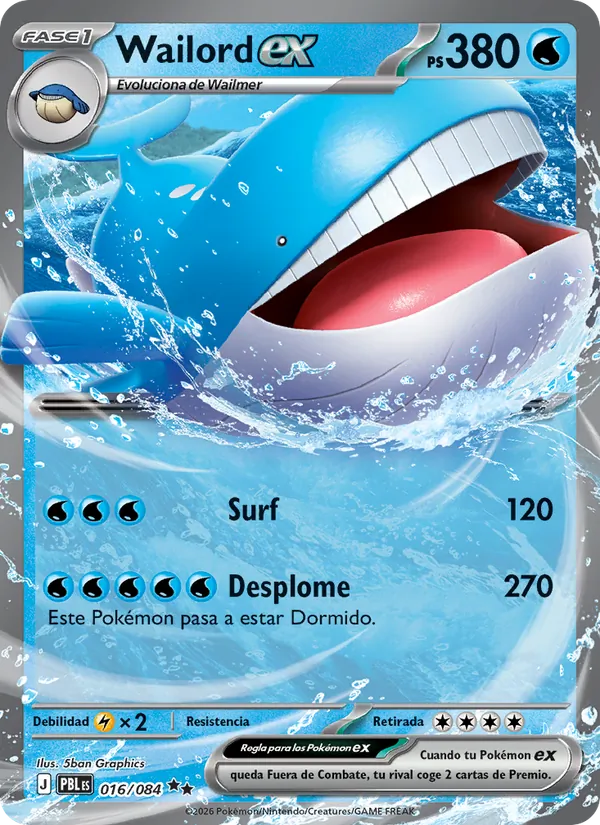 FASE 1
Wailord ex
PS 380
Evoluciona de Wailmer
Surf 120
Desplome 270
Este Pokémon pasa a estar Dormido.
Debilidad ×2 Resistencia Retirada
Ilus. 5ban Graphics
Regla para los Pokémon ex
Cuando tu Pokémon ex
queda Fuera de Combate, tu rival coge 2 cartas de Premio.
J PBL ES 016/084
©2026 Pokémon/Nintendo/Creatures/GAME FREAK